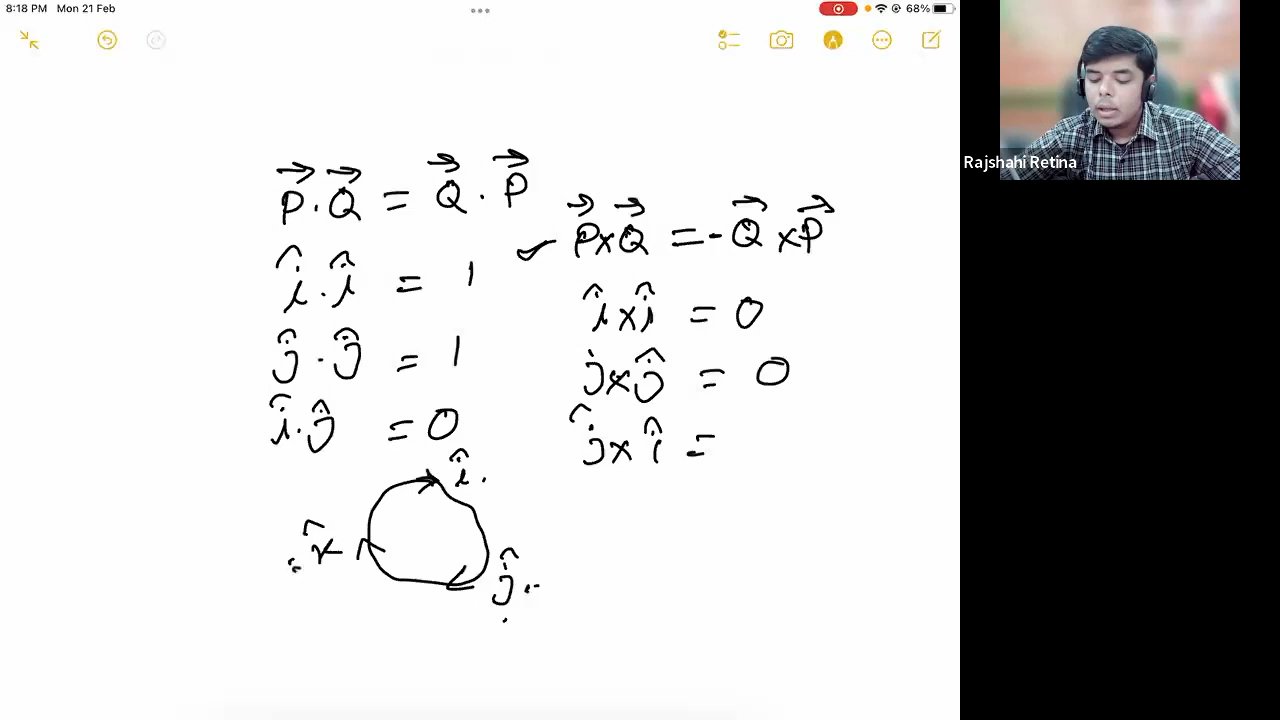 8:18 PM Mon 21 Feb
68%
Rajshahi Retina
P⃗·Q⃗ = Q⃗·P⃗
î·î = 1
ĵ·ĵ = 1
î·ĵ = 0
P⃗×Q⃗ = -Q⃗×P⃗
î×î = 0
j×ĵ = 0
ĵ×î =
î
ĵ